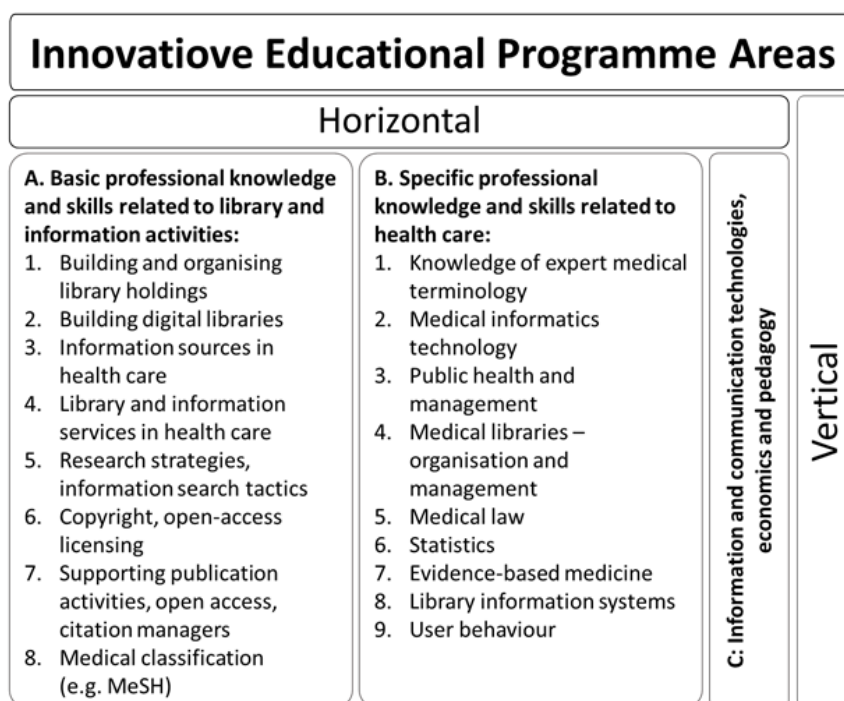 Innovatiove Educational Programme Areas
Horizontal
A. Basic professional knowledge
and skills related to library and
information activities:
1. Building and organising
library holdings
2. Building digital libraries
3. Information sources in
health care
4. Library and information
services in health care
5. Research strategies,
information search tactics
6. Copyright, open-access
licensing
7. Supporting publication
activities, open access,
citation managers
8. Medical classification
(e.g. MeSH)
B. Specific professional
knowledge and skills related to
health care:
1. Knowledge of expert medical
terminology
2. Medical informatics
technology
3. Public health and
management
4. Medical libraries –
organisation and
management
5. Medical law
6. Statistics
7. Evidence-based medicine
8. Library information systems
9. User behaviour
C: Information and communication technologies,
economics and pedagogy
Vertical